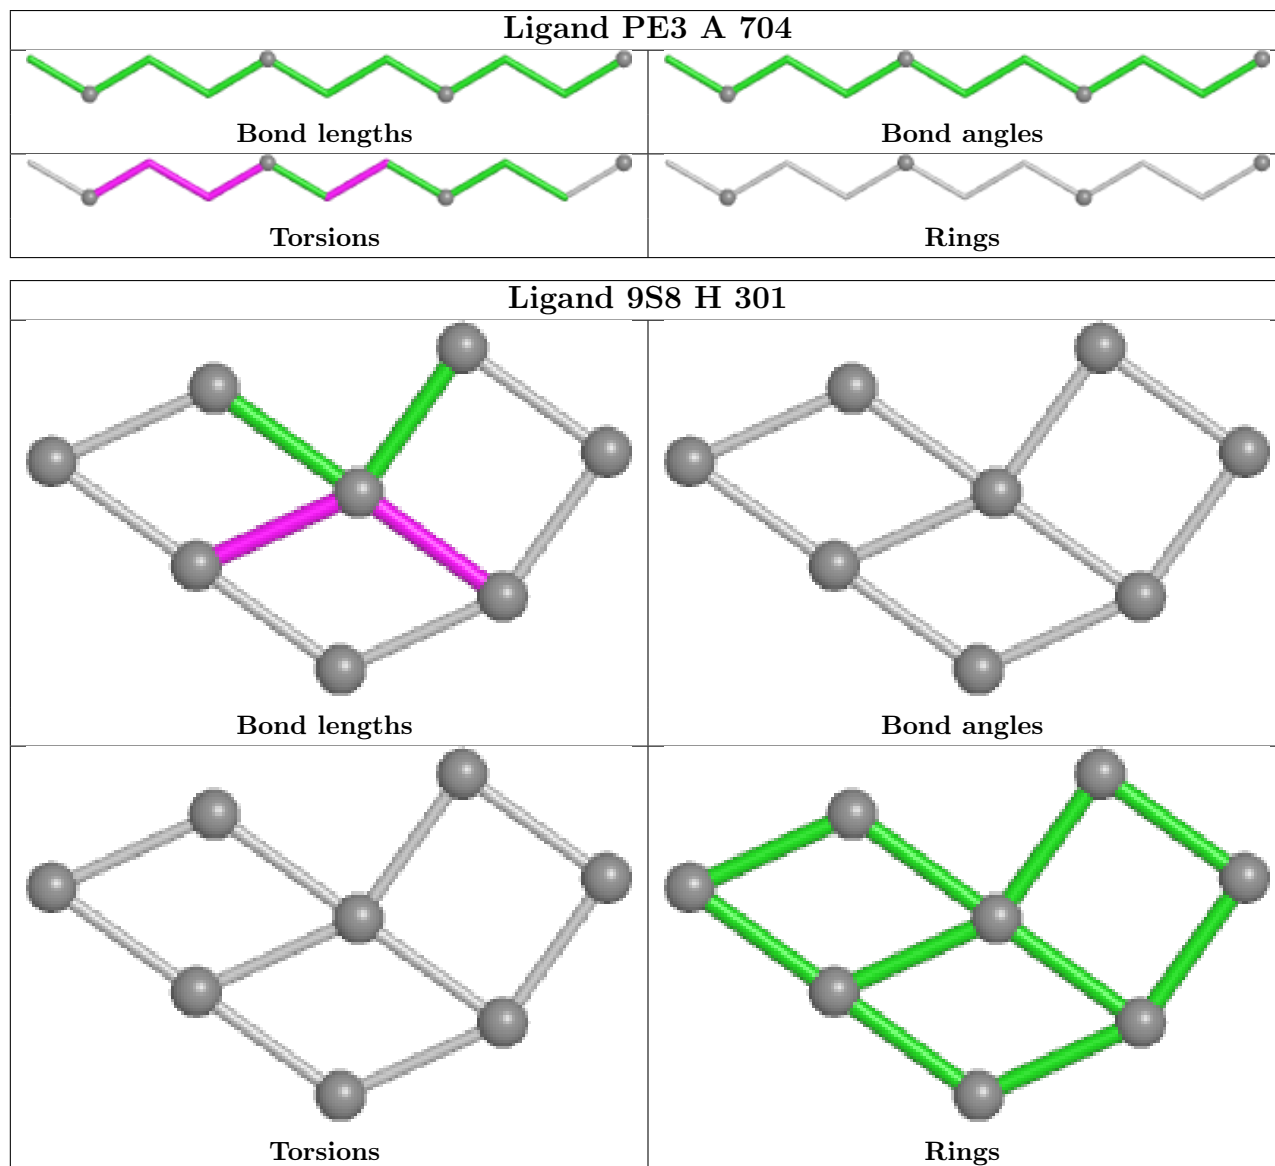 Ligand PE3 A 704
Bond lengths
Bond angles
Torsions
Rings
Ligand 9S8 H 301
Bond lengths
Bond angles
Torsions
Rings